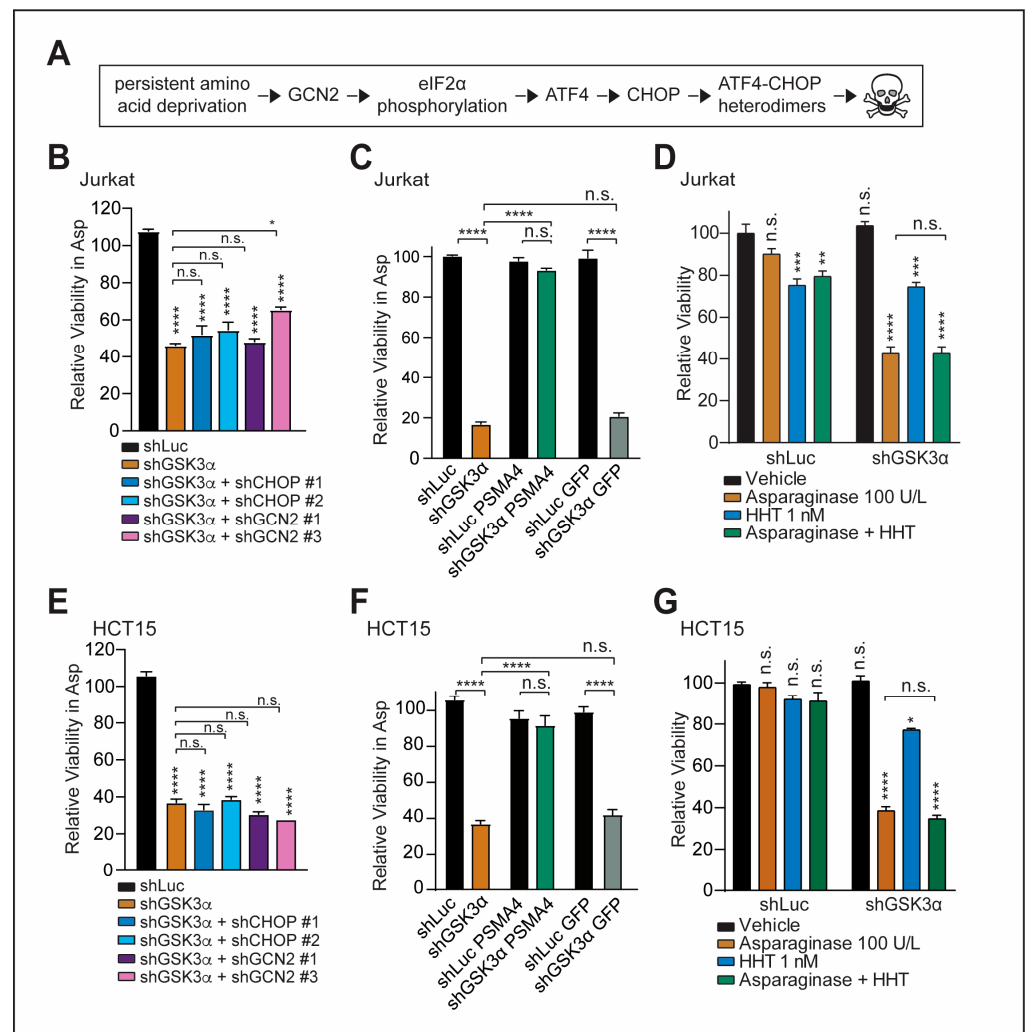 A
persistent amino
acid deprivation
GCN2
eIF2α
phosphorylation
ATF4
CHOP
ATF4-CHOP
heterodimers
B
Jurkat
Relative Viability in Asp
120
100
80
60
40
20
0
****
****
****
****
****
n.s.
n.s.
n.s.
*
shLuc
shGSK3α
shGSK3α + shCHOP #1
shGSK3α + shCHOP #2
shGSK3α + shGCN2 #1
shGSK3α + shGCN2 #3
C
Jurkat
Relative Viability in Asp
100
80
60
40
20
0
n.s.
****
****
n.s.
****
shLuc
shGSK3α
shLuc PSMA4
shGSK3α PSMA4
shLuc GFP
shGSK3α GFP
D
Jurkat
Relative Viability
100
80
60
40
20
0
n.s.
***
**
n.s.
n.s.
****
***
****
shLuc
shGSK3α
Vehicle
Asparaginase 100 U/L
HHT 1 nM
Asparaginase + HHT
E
HCT15
Relative Viability in Asp
120
100
80
60
40
20
0
n.s.
n.s.
n.s.
n.s.
****
****
****
****
****
shLuc
shGSK3α
shGSK3α + shCHOP #1
shGSK3α + shCHOP #2
shGSK3α + shGCN2 #1
shGSK3α + shGCN2 #3
F
HCT15
Relative Viability in Asp
100
80
60
40
20
0
n.s.
****
****
n.s.
****
shLuc
shGSK3α
shLuc PSMA4
shGSK3α PSMA4
shLuc GFP
shGSK3α GFP
G
HCT15
Relative Viability
100
80
60
40
20
0
n.s.
n.s.
n.s.
n.s.
n.s.
****
*
****
shLuc
shGSK3α
Vehicle
Asparaginase 100 U/L
HHT 1 nM
Asparaginase + HHT